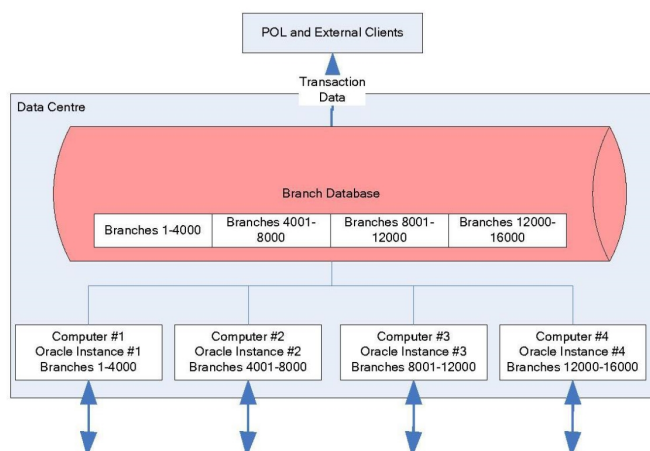 POL and External Clients
Transaction
Data
Data Centre
Branch Database
Branches 1-4000
Branches 4001-
8000
Branches 8001-
12000
Branches 12000-
16000
Computer #1
Oracle Instance #1
Branches 1-4000
Computer #2
Oracle Instance #2
Branches 4001-8000
Computer #3
Oracle Instance #3
Branches 8001-12000
Computer #4
Oracle Instance #4
Branches 12000-16000